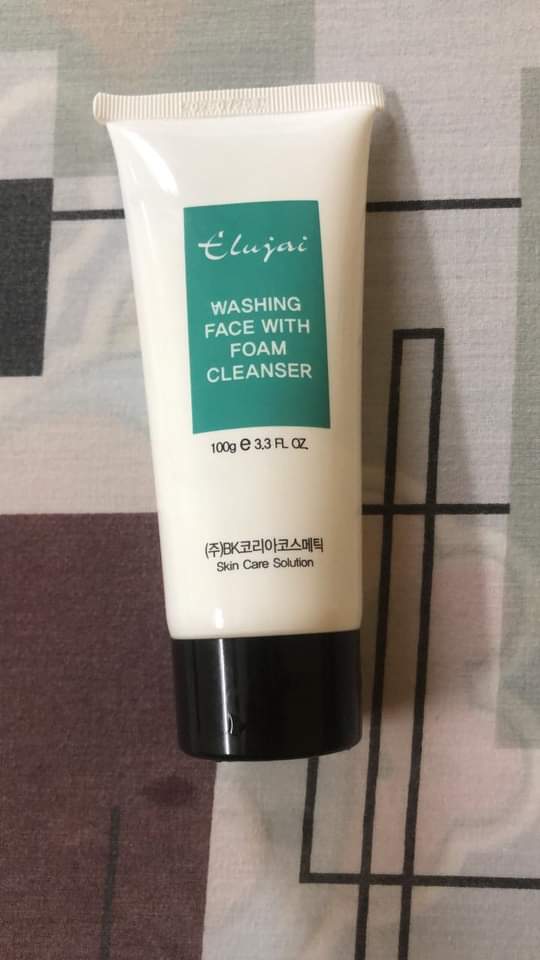 Elujai
WASHING
FACE WITH
FOAM
CLEANSER
100g e 3.3 FL OZ.
(주)BK코리아코스메틱
Skin Care Solution